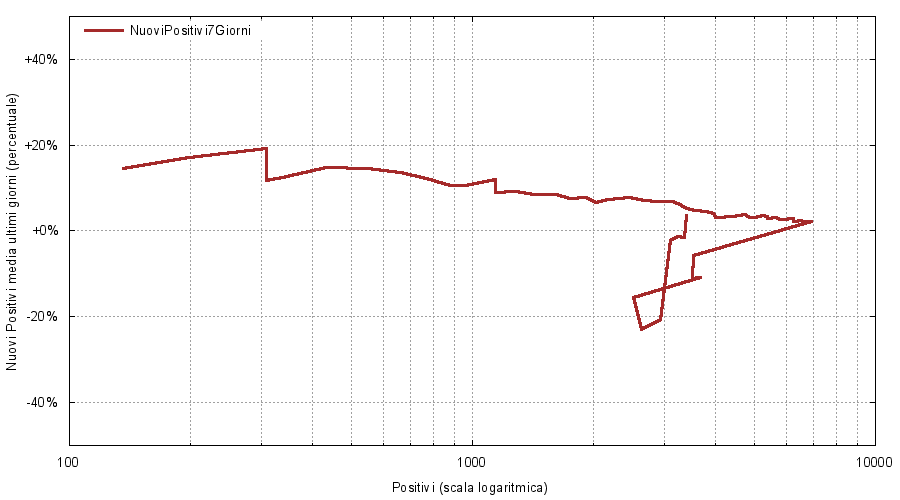 NuoviPositivi7Giorni
+40%
+20%
+0%
-20%
-40%
Nuovi Positivi media ultimi giorni (percentuale)
100 1000 10000
Positivi (scala logaritmica)